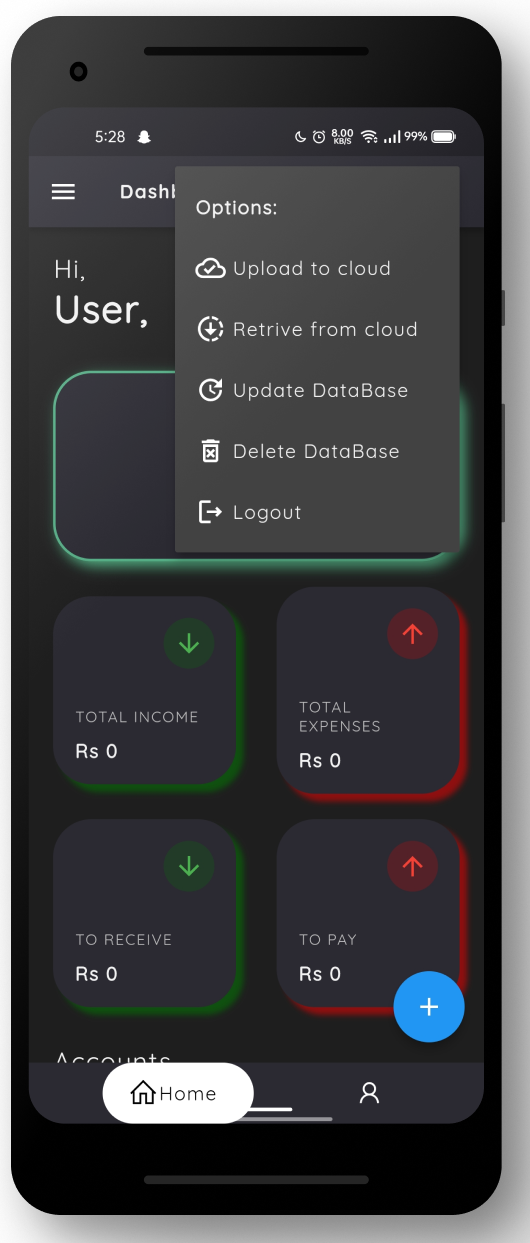 5:28
8.00
KB/S
99%
Options:
Hi,
User,
Upload to cloud
Retrive from cloud
Update DataBase
Delete DataBase
Logout
TOTAL INCOME
Rs 0
TOTAL
EXPENSES
Rs 0
TO RECEIVE
Rs 0
TO PAY
Rs 0
Accounts
Home